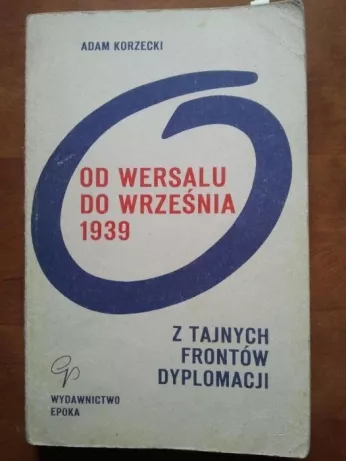 ADAM KORZECKI
OD WERSALU
DO WRZEŚNIA
1939
Z TAJNYCH
FRONTÓW
DYPLOMACJI
WYDAWNICTWO
EPOKA